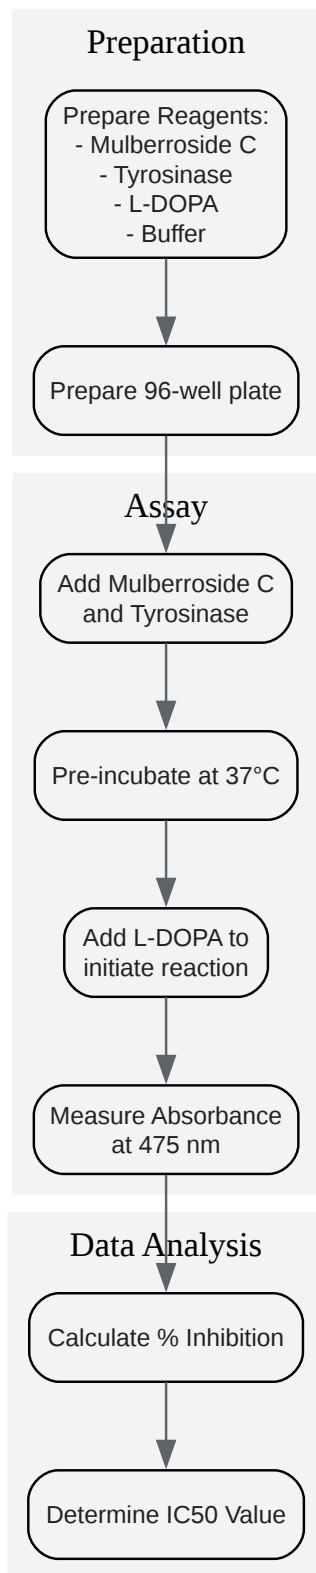 Preparation
Prepare Reagents:
- Mulberroside C
- Tyrosinase
- L-DOPA
- Buffer
Prepare 96-well plate
Assay
Add Mulberroside C
and Tyrosinase
Pre-incubate at 37°C
Add L-DOPA to
initiate reaction
Measure Absorbance
at 475 nm
Data Analysis
Calculate % Inhibition
Determine IC50 Value